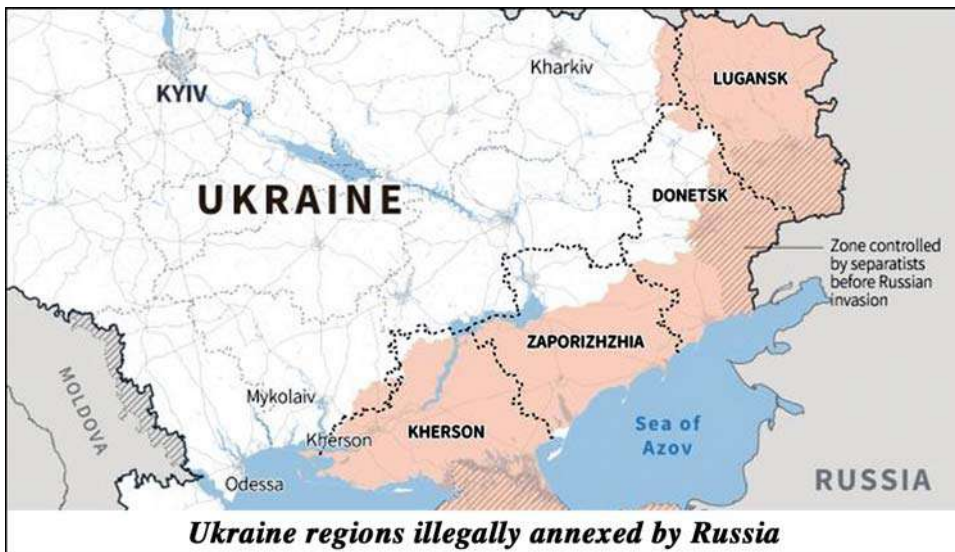 Kharkiv
LUGANSK
KYIV
UKRAINE
DONETSK
Zone controlled
by separatists
before Russian
invasion
ZAPORIZHZHIA
MOLDOVA
Mykolaiv
Kherson
KHERSON
Sea of
Azov
Odessa
RUSSIA
Ukraine regions illegally annexed by Russia